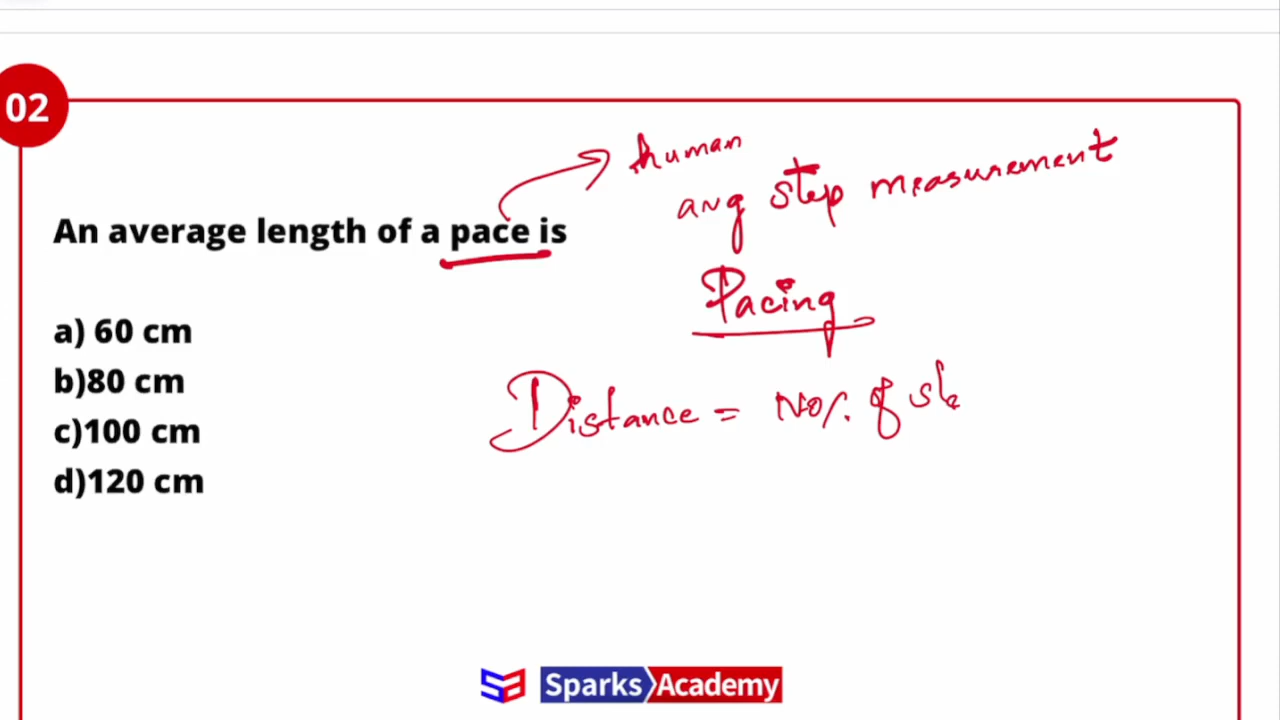 02
human
avg step measurement
An average length of a pace is
Pacing
a) 60 cm
b)80 cm
c)100 cm
d)120 cm
Distance = No/. of
Sparks Academy